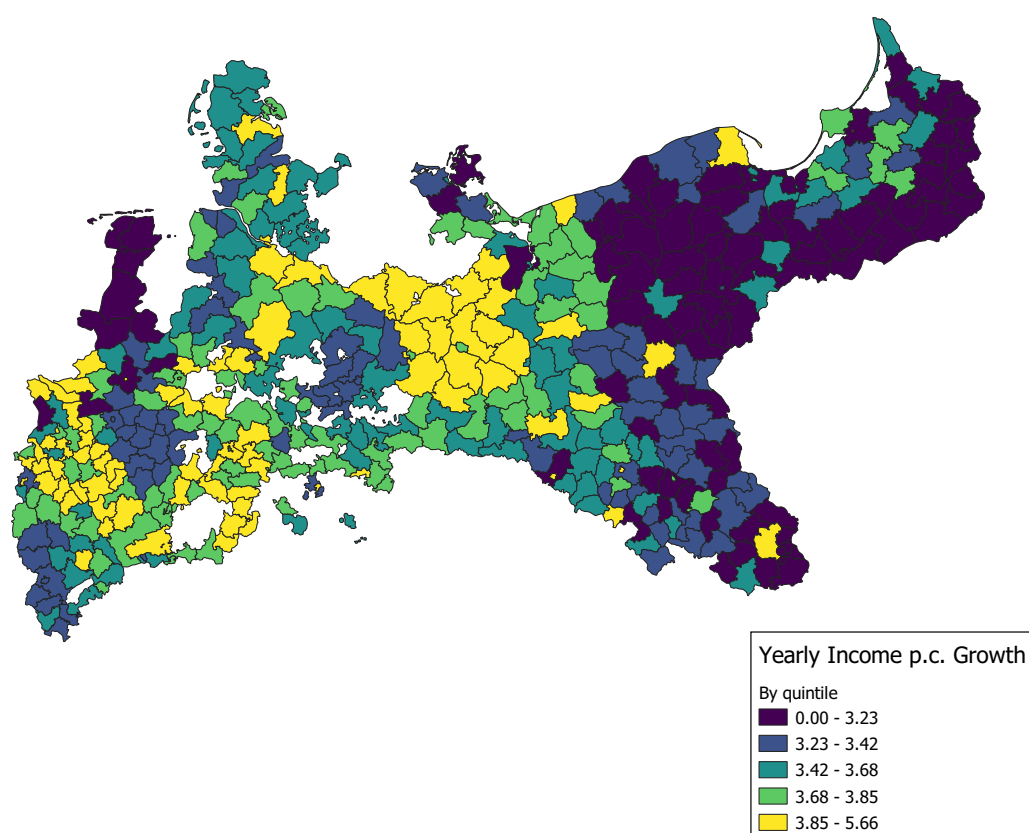 Yearly Income p.c. Growth
By quintile
0.00 - 3.23
3.23 - 3.42
3.42 - 3.68
3.68 - 3.85
3.85 - 5.66